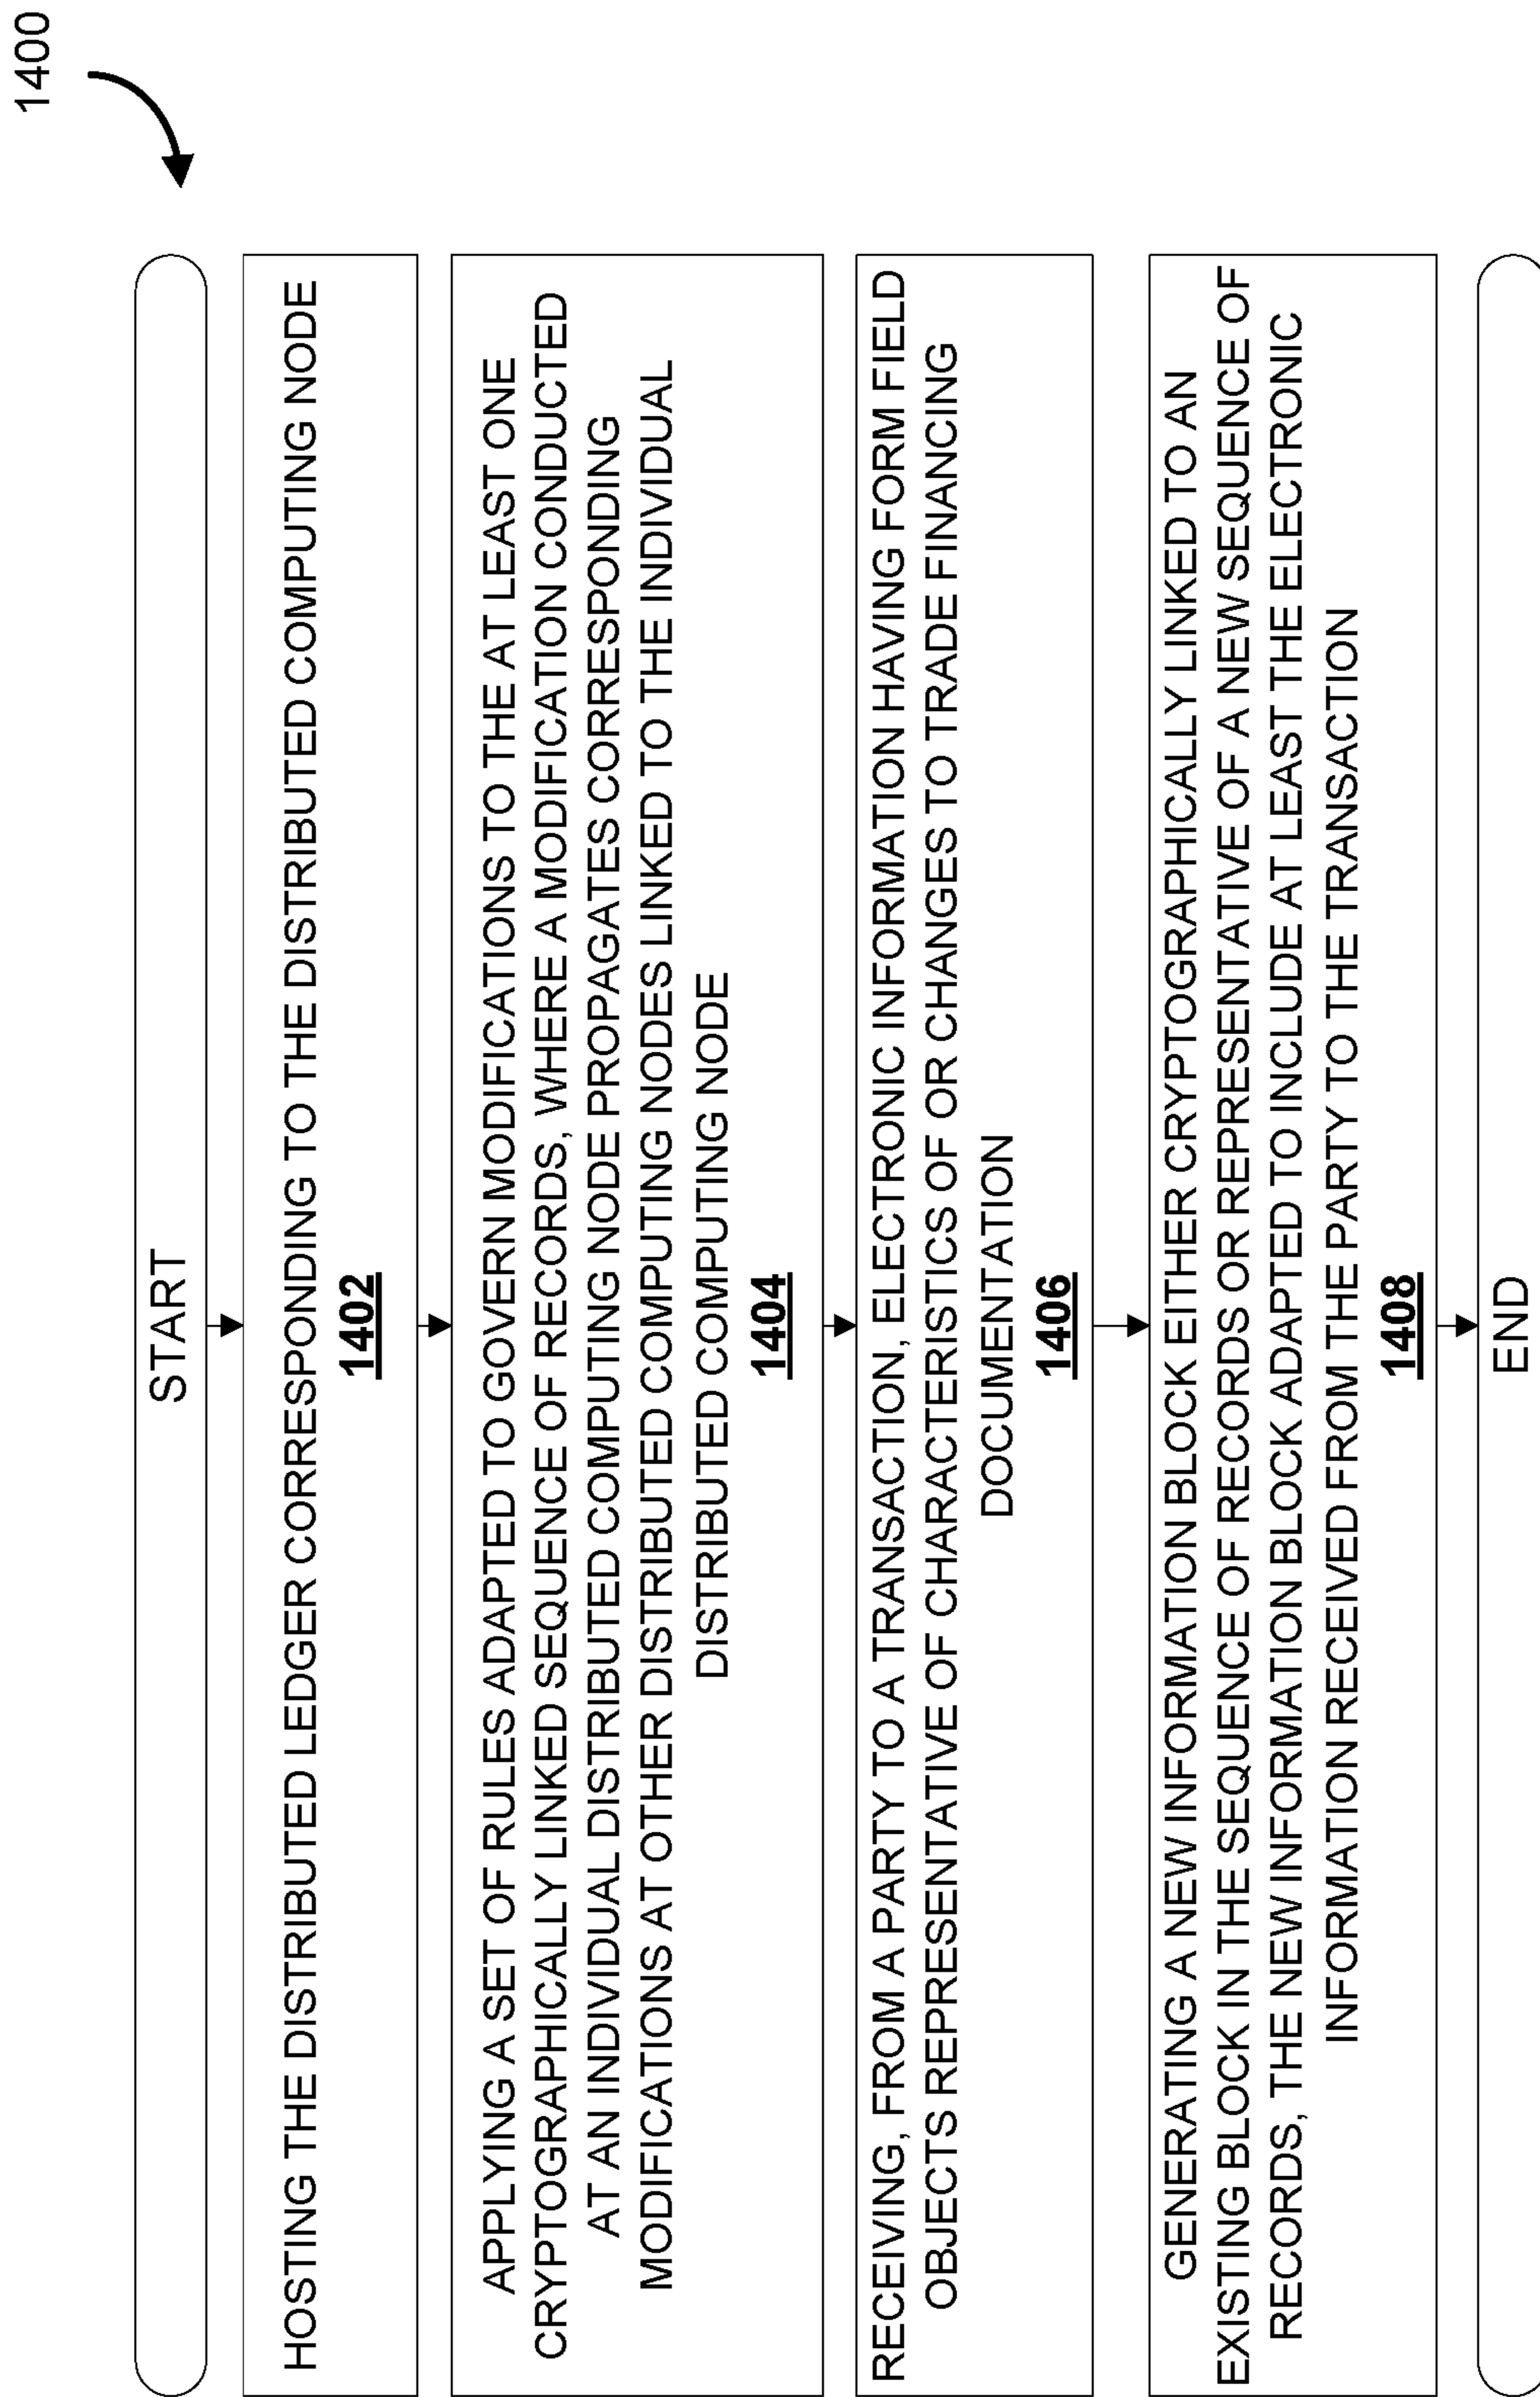 1400
START
HOSTING THE DISTRIBUTED LEDGER CORRESPONDING TO THE DISTRIBUTED COMPUTING NODE
1402
APPLYING A SET OF RULES ADAPTED TO GOVERN MODIFICATIONS TO THE AT LEAST ONE
CRYPTOGRAPHICALLY LINKED SEQUENCE OF RECORDS, WHERE A MODIFICATION CONDUCTED
AT AN INDIVIDUAL DISTRIBUTED COMPUTING NODE PROPAGATES CORRESPONDING
MODIFICATIONS AT OTHER DISTRIBUTED COMPUTING NODES LINKED TO THE INDIVIDUAL
DISTRIBUTED COMPUTING NODE
1404
RECEIVING, FROM A PARTY TO A TRANSACTION, ELECTRONIC INFORMATION HAVING FORM FIELD
OBJECTS REPRESENTATIVE OF CHARACTERISTICS OF OR CHANGES TO TRADE FINANCING
DOCUMENTATION
1406
GENERATING A NEW INFORMATION BLOCK EITHER CRYPTOGRAPHICALLY LINKED TO AN
EXISTING BLOCK IN THE SEQUENCE OF RECORDS OR REPRESENTATIVE OF A NEW SEQUENCE OF
RECORDS, THE NEW INFORMATION BLOCK ADAPTED TO INCLUDE AT LEAST THE ELECTRONIC
INFORMATION RECEIVED FROM THE PARTY TO THE TRANSACTION
1408
END